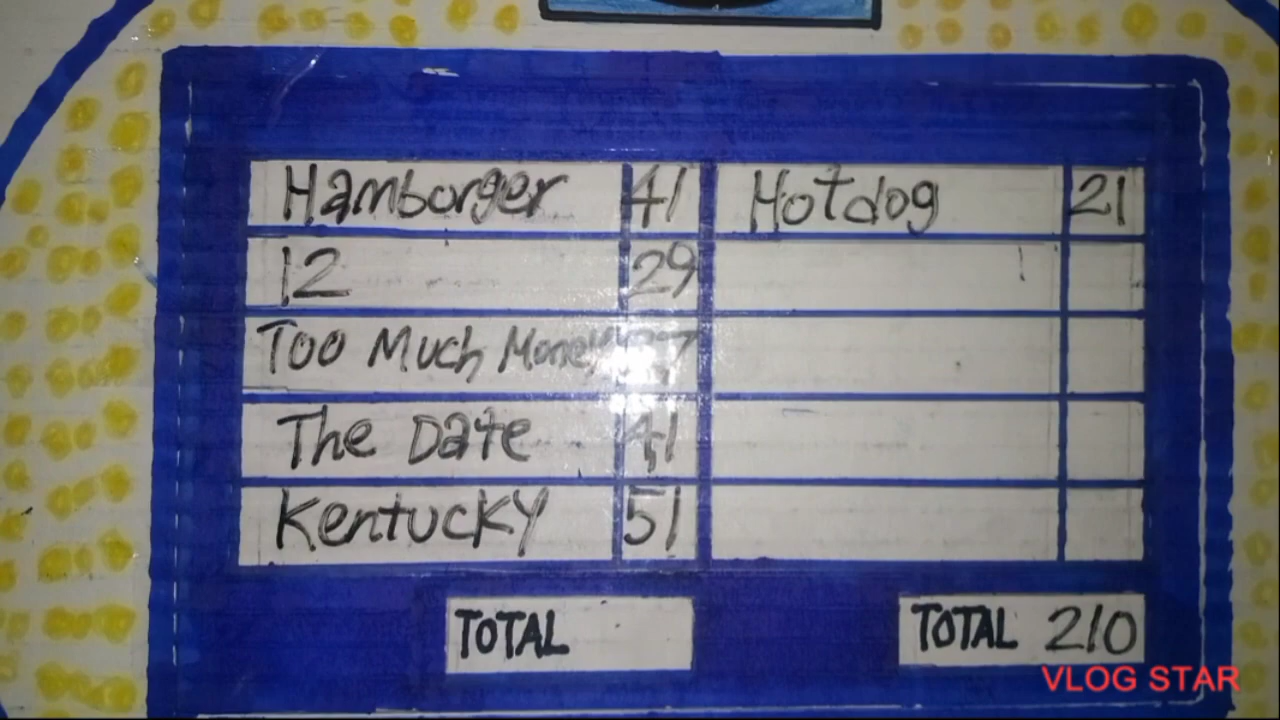 Hamborger 41 Hotdog 21
12 29
Too Much Money 27
The Date 41
Kentucky 51
TOTAL
TOTAL 210
VLOG STAR